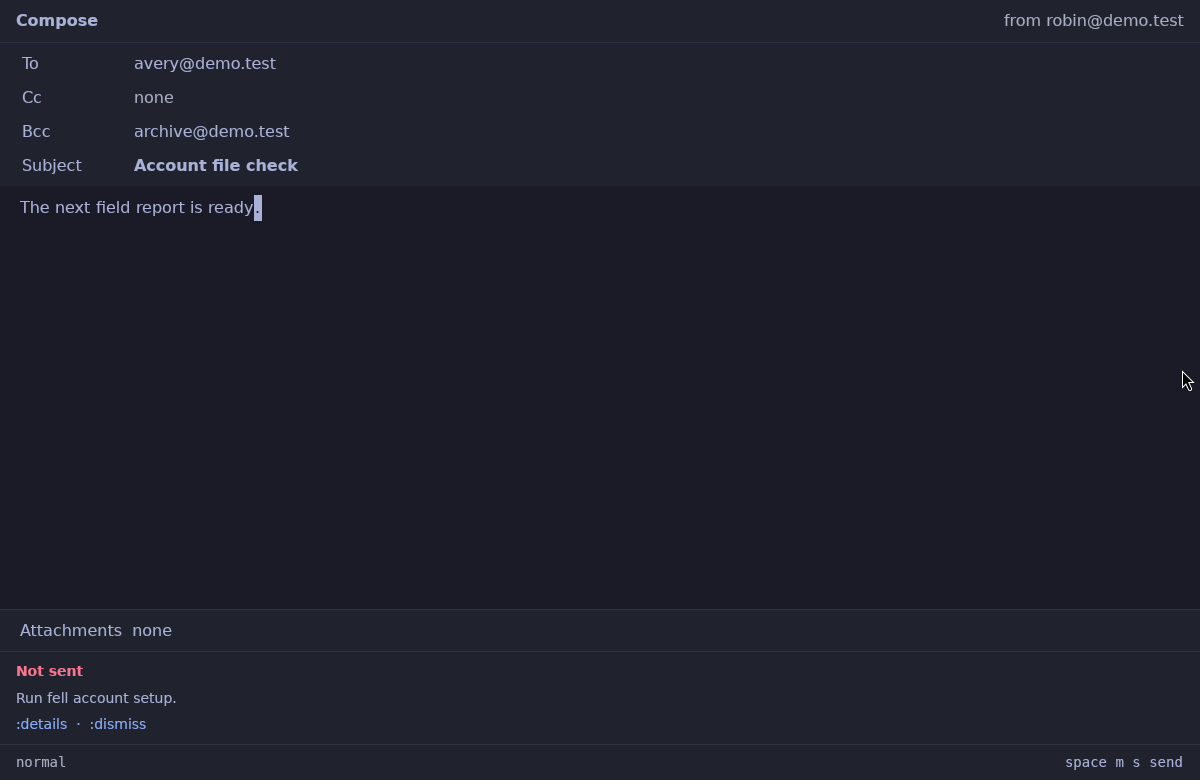 Compose from robin@demo.test
To avery@demo.test
Cc none
Bcc archive@demo.test
Subject Account file check
The next field report is ready.
Attachments none
Not sent
Run fell account setup.
:details · :dismiss
normal space m s send